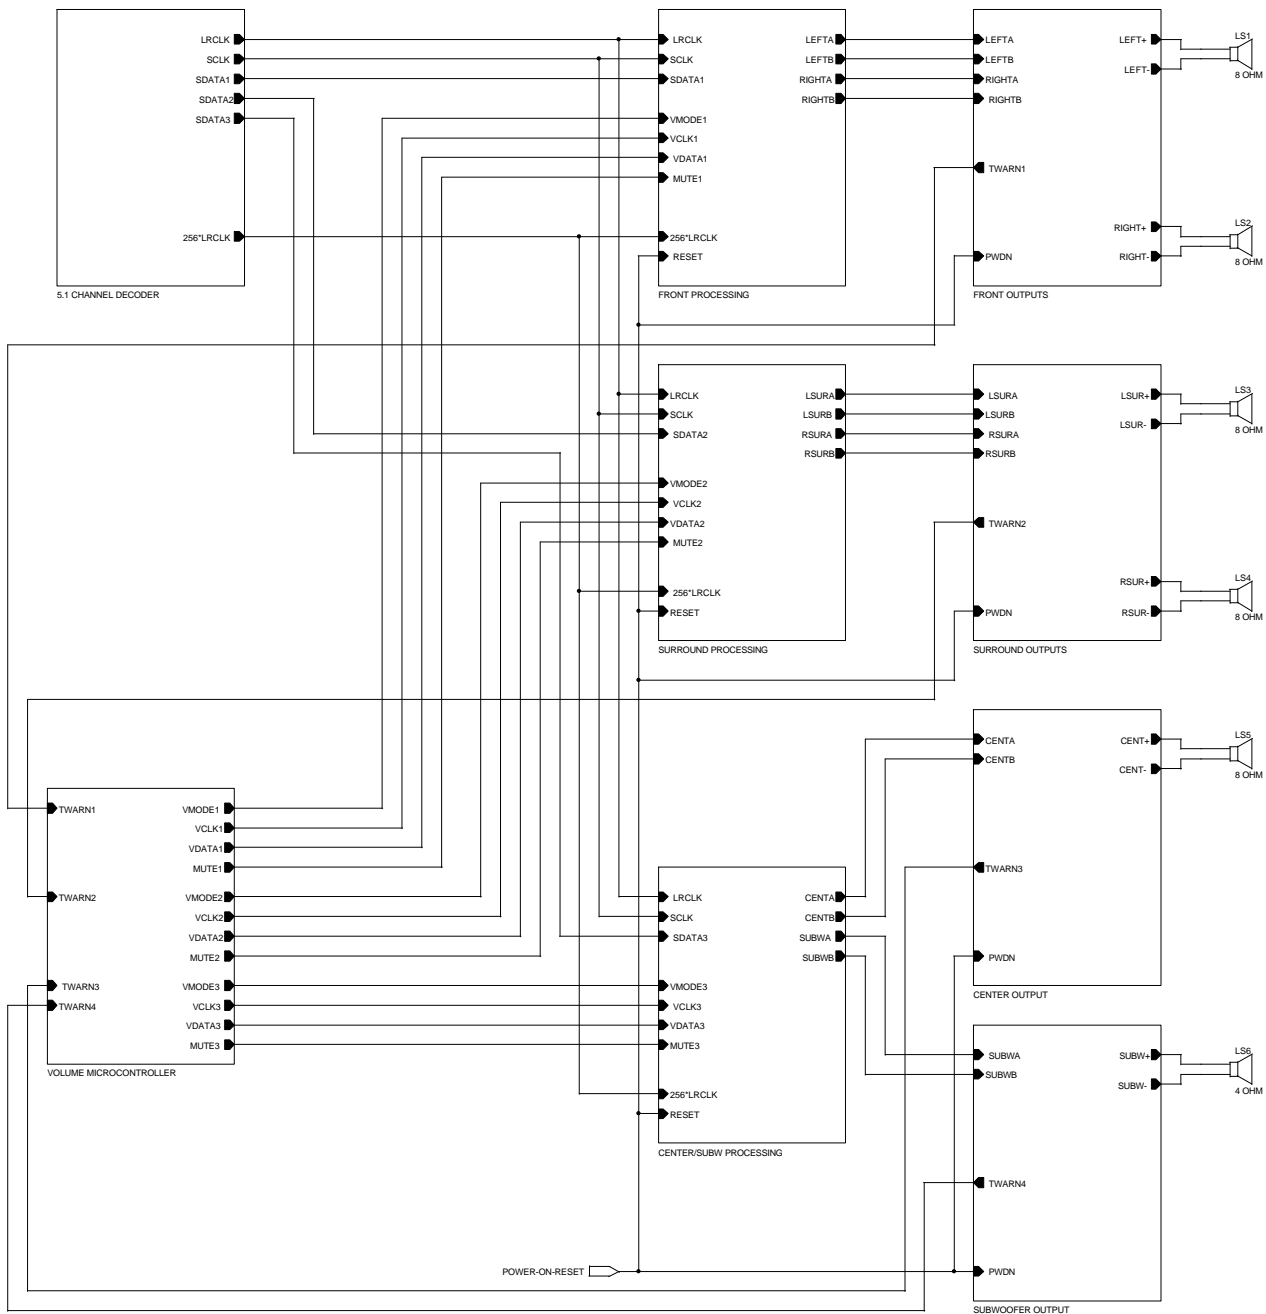 LRCLK
SCLK
SDATA1
SDATA2
SDATA3
256*LRCLK
5.1 CHANNEL DECODER
LRCLK
SCLK
SDATA1
VMODE1
VCLK1
VDATA1
MUTE1
256*LRCLK
RESET
LEFTA
LEFTB
RIGHTA
RIGHTB
FRONT PROCESSING
LEFTA
LEFTB
RIGHTA
RIGHTB
TWARN1
PWDN
LEFT+
LEFT-
RIGHT+
RIGHT-
FRONT OUTPUTS
LS1
8 OHM
LS2
8 OHM
LRCLK
SCLK
SDATA2
VMODE2
VCLK2
VDATA2
MUTE2
256*LRCLK
RESET
LSURA
LSURB
RSURA
RSURB
SURROUND PROCESSING
LSURA
LSURB
RSURA
RSURB
TWARN2
PWDN
LSUR+
LSUR-
RSUR+
RSUR-
SURROUND OUTPUTS
LS3
8 OHM
LS4
8 OHM
CENTA
CENTB
TWARN3
PWDN
CENT+
CENT-
CENTER OUTPUT
LS5
8 OHM
TWARN1
TWARN2
TWARN3
TWARN4
VMODE1
VCLK1
VDATA1
MUTE1
VMODE2
VCLK2
VDATA2
MUTE2
VMODE3
VCLK3
VDATA3
MUTE3
VOLUME MICROCONTROLLER
LRCLK
SCLK
SDATA3
VMODE3
VCLK3
VDATA3
MUTE3
256*LRCLK
RESET
CENTA
CENTB
SUBWA
SUBWB
CENTER/SUBW PROCESSING
SUBWA
SUBWB
TWARN4
PWDN
SUBW+
SUBW-
SUBWOOFER OUTPUT
LS6
4 OHM
POWER-ON-RESET